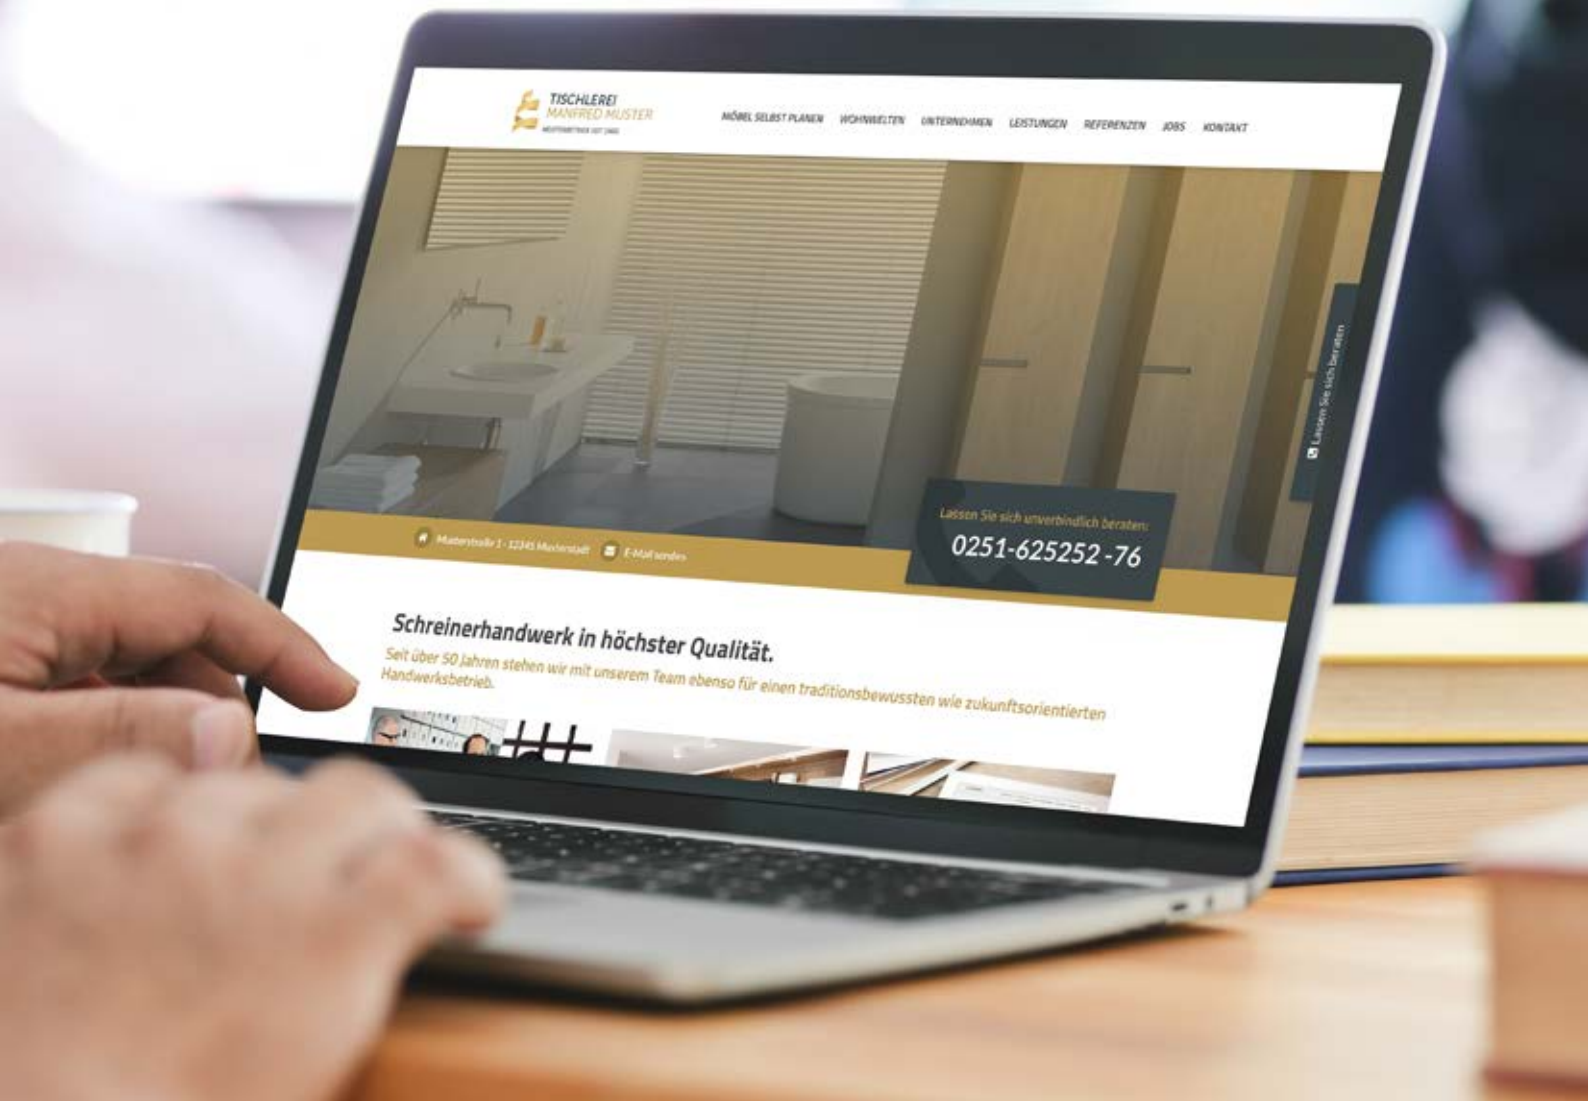 TISCHLEREI
MANFRED MUSTER
MÖBEL SELBST PLANEN WOHNWELTEN UNTERNEHMEN LEISTUNGEN REFERENZEN JOBS KONTAKT
Lassen Sie sich beraten
Lassen Sie sich unverbindlich beraten:
0251-625252 -76
Musterstraße 1 - 12345 Musterstadt E-Mail senden
Schreinerhandwerk in höchster Qualität.
Seit über 50 Jahren stehen wir mit unserem Team ebenso für einen traditionsbewussten wie zukunftsorientierten
Handwerksbetrieb.